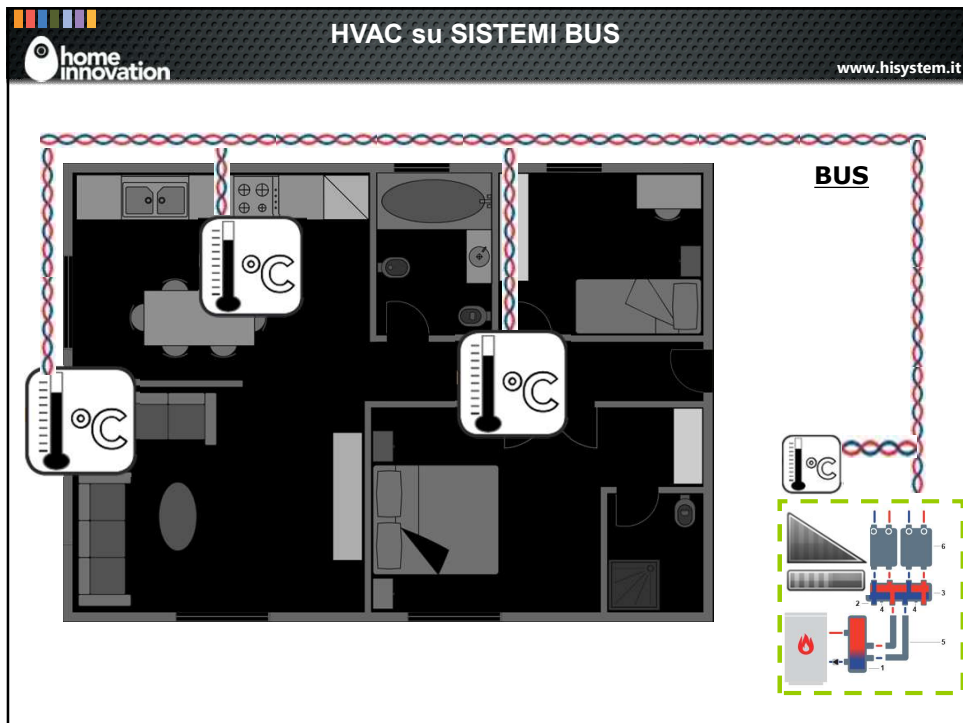 HVAC su SISTEMI BUS
home
innovation
www.hisystem.it
BUS
°C
°C
°C
°C
6
3
2
4
4
5
1